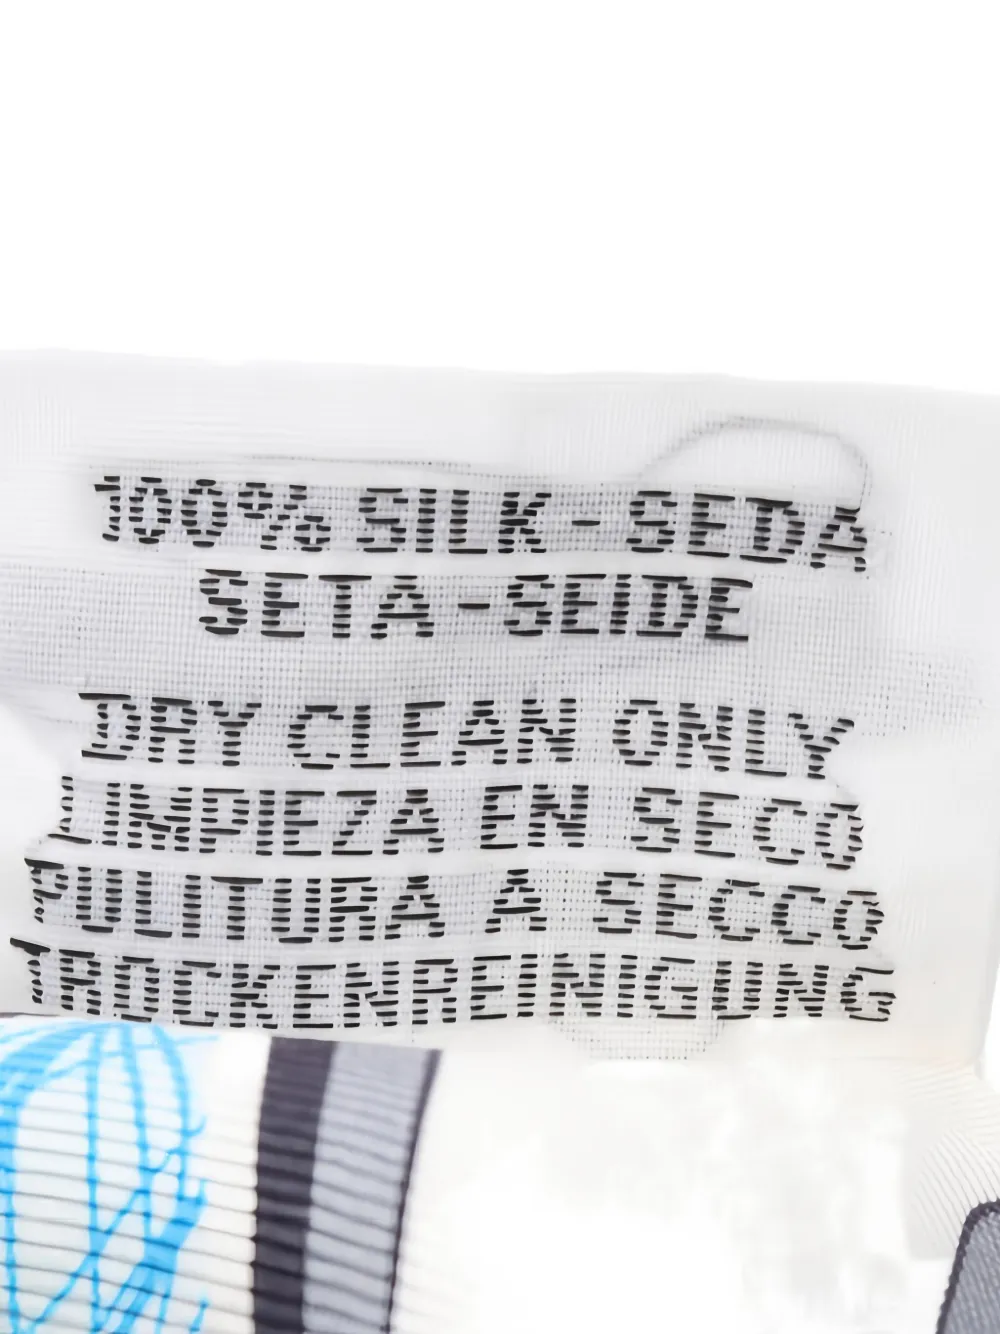 100% SILK - SEDA
SETA - SEIDE
DRY CLEAN ONLY
LIMPIEZA EN SECO
PULITURA A SECCO
TROCKENREINIGUNG